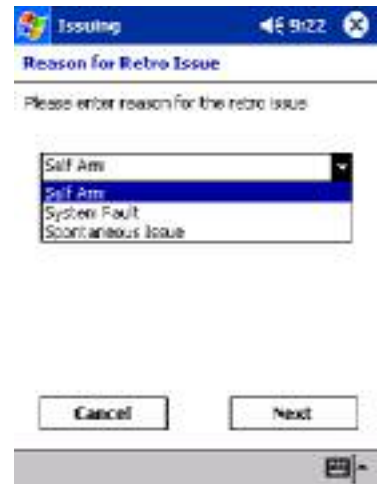 Issuing 9:22
Reason for Retro Issue
Please enter reason for the retro issue
Self Arm
Self Arm
System Fault
Spontaneous Issue
Cancel Next